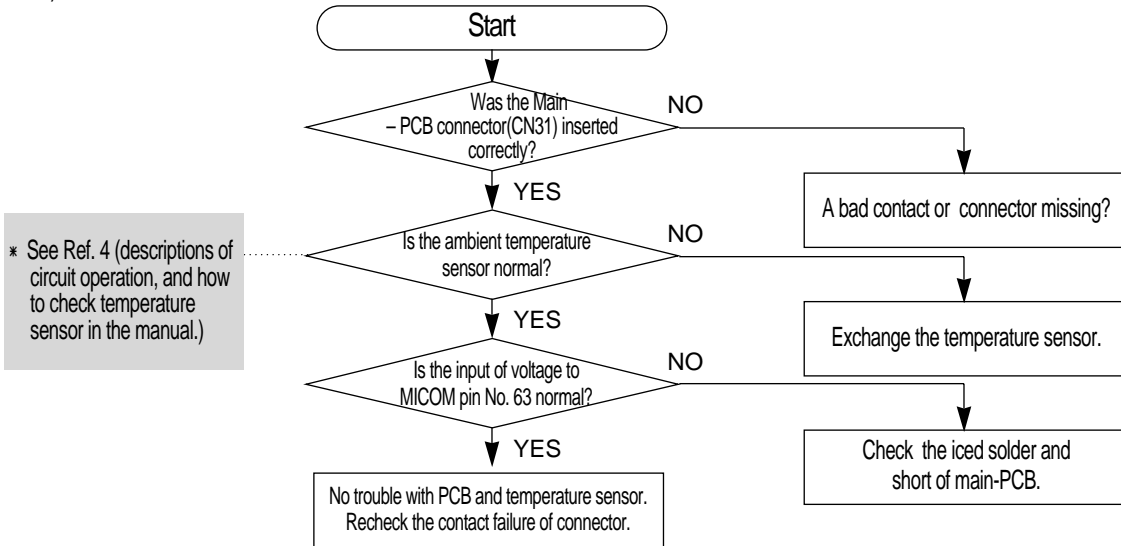 Start
Was the Main
– PCB connector(CN31) inserted
correctly?
NO
YES
A bad contact or connector missing?
* See Ref. 4 (descriptions of
circuit operation, and how
to check temperature
sensor in the manual.)
Is the ambient temperature
sensor normal?
NO
YES
Exchange the temperature sensor.
Is the input of voltage to
MICOM pin No. 63 normal?
NO
YES
Check the iced solder and
short of main-PCB.
No trouble with PCB and temperature sensor.
Recheck the contact failure of connector.